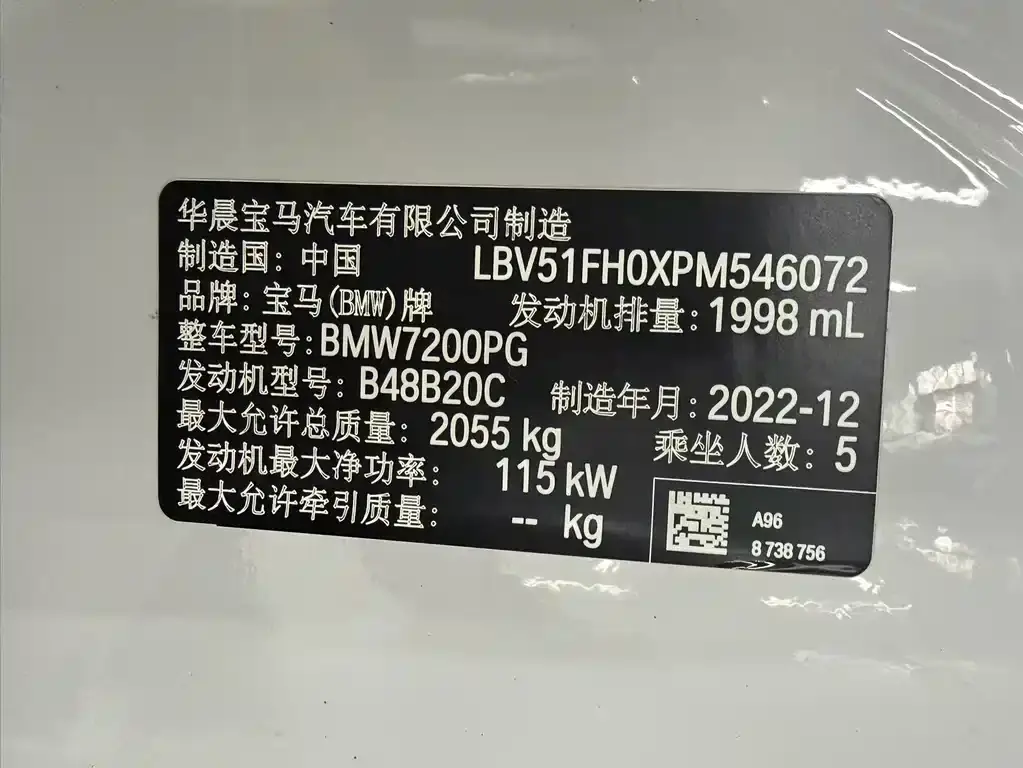 华晨宝马汽车有限公司制造
制造国：中国 LBV51FH0XPM546072
品牌：宝马(BMW)牌 发动机排量：1998 mL
整车型号：BMW7200PG
发动机型号：B48B20C 制造年月：2022-12
最大允许总质量：2055 kg 乘坐人数：5
发动机最大净功率：115 kW
最大允许牵引质量：-- kg
A96
8 738 756